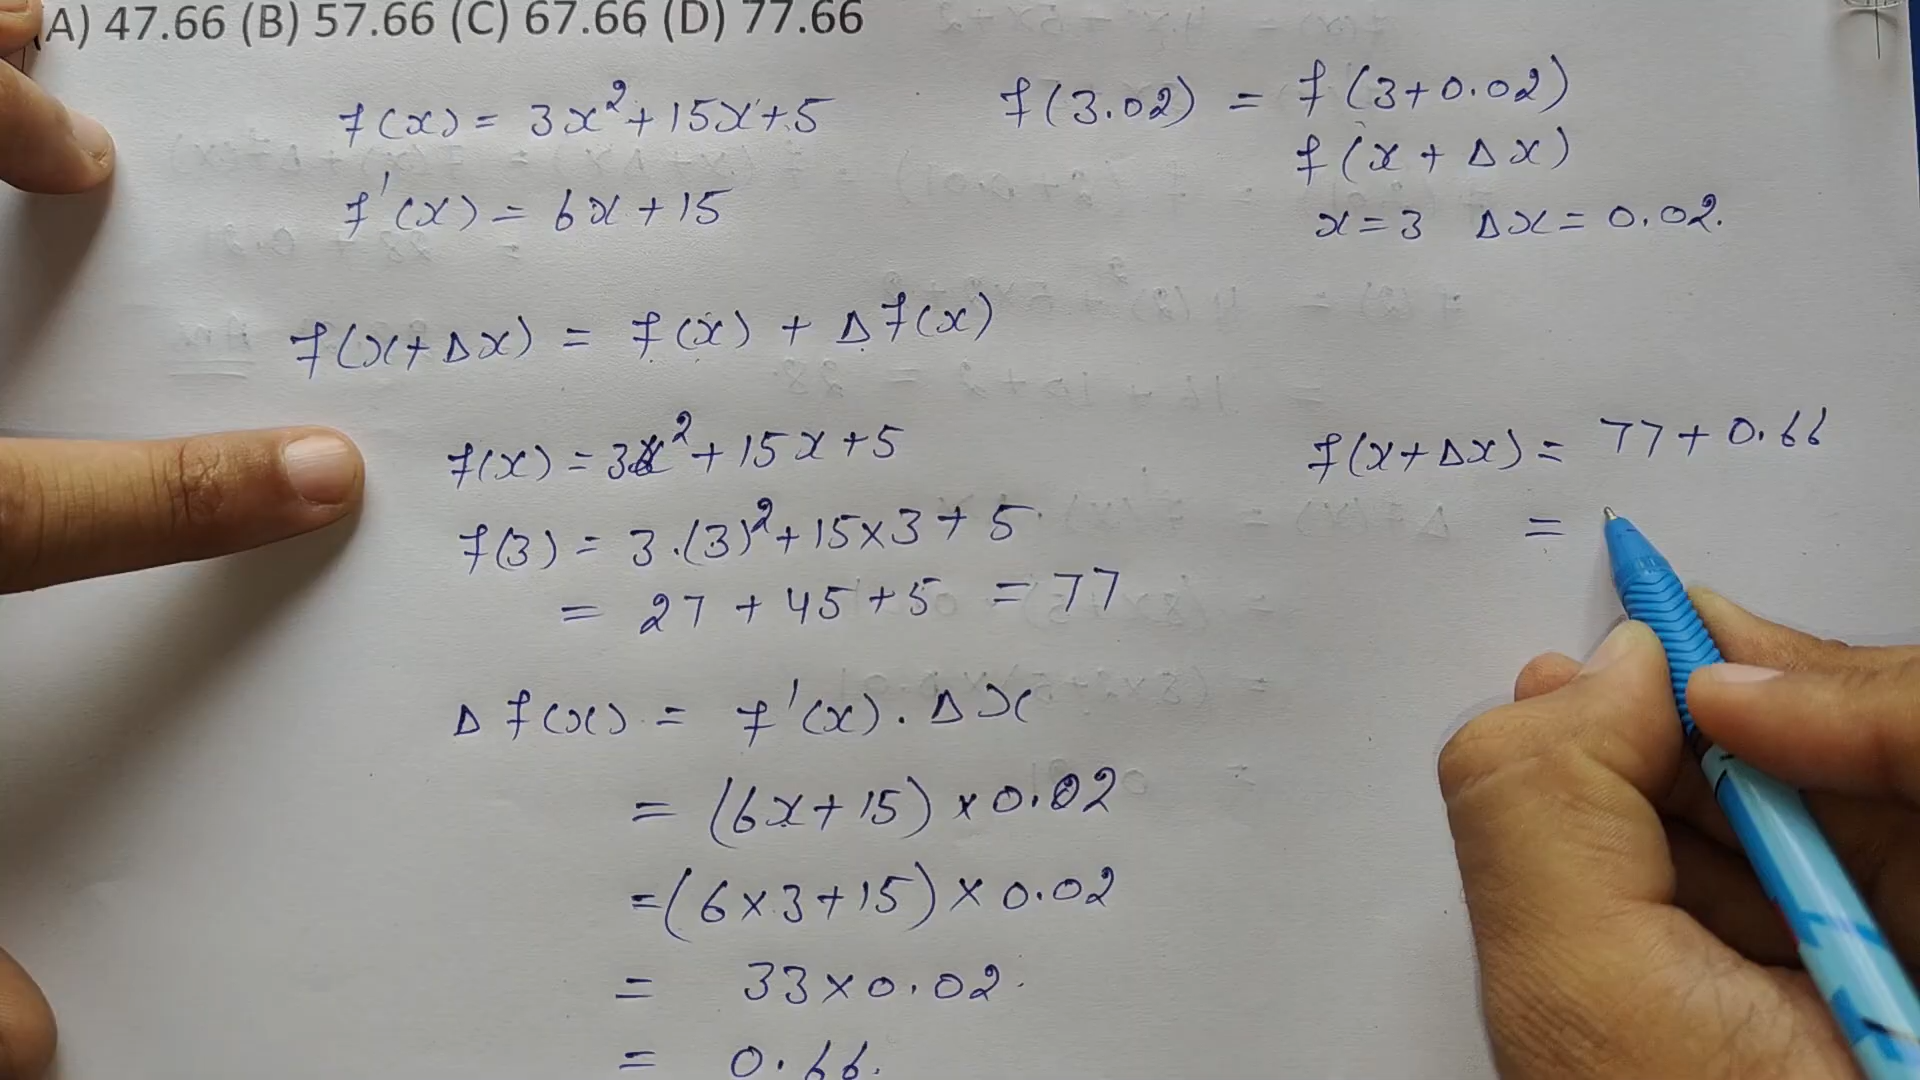 (A) 47.66 (B) 57.66 (C) 67.66 (D) 77.66
f(x) = 3x² + 15x + 5
f'(x) = 6x + 15
f(3.02) = f(3+0.02)
f(x + Δx)
x = 3 Δx = 0.02.
f(x+Δx) = f(x) + Δf(x)
f(x) = 3x² + 15x + 5
f(3) = 3.(3)² + 15×3 + 5
= 27 + 45 + 5 = 77
Δf(x) = f'(x) . Δx
= (6x + 15) × 0.02
= (6×3 + 15) × 0.02
= 33 × 0.02.
= 0.66.
f(x+Δx) = 77 + 0.66
=